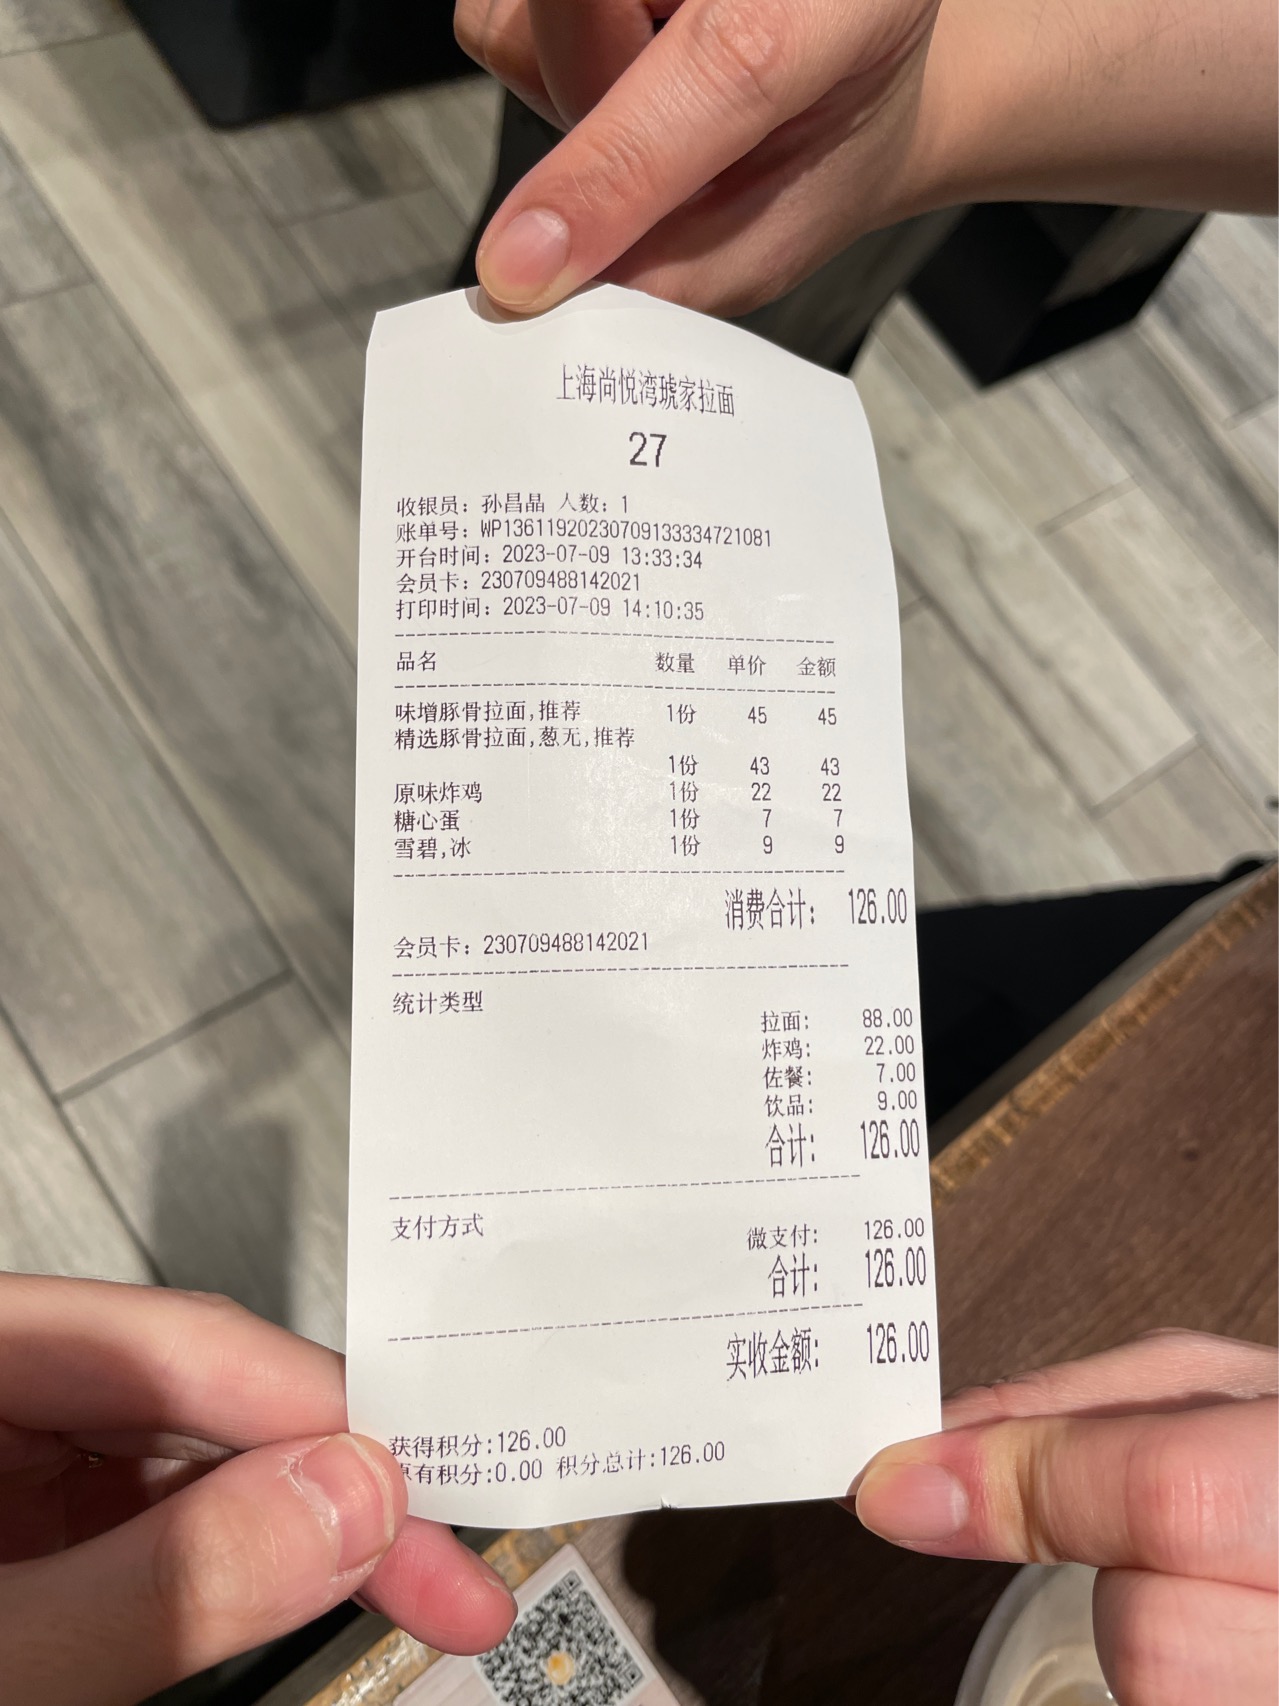 上海尚悦湾琥家拉面
27
收银员：孙昌晶 人数：1
账单号：WP13611920230709133334721081
开台时间：2023-07-09 13:33:34
会员卡：230709488142021
打印时间：2023-07-09 14:10:35
品名 数量 单价 金额
味增豚骨拉面,推荐 1份 45 45
精选豚骨拉面,葱无,推荐
1份 43 43
原味炸鸡 1份 22 22
糖心蛋 1份 7 7
雪碧,冰 1份 9 9
消费合计： 126.00
会员卡：230709488142021
统计类型
拉面： 88.00
炸鸡： 22.00
佐餐： 7.00
饮品： 9.00
合计： 126.00
支付方式
微支付： 126.00
合计： 126.00
实收金额： 126.00
获得积分:126.00
原有积分:0.00 积分总计:126.00